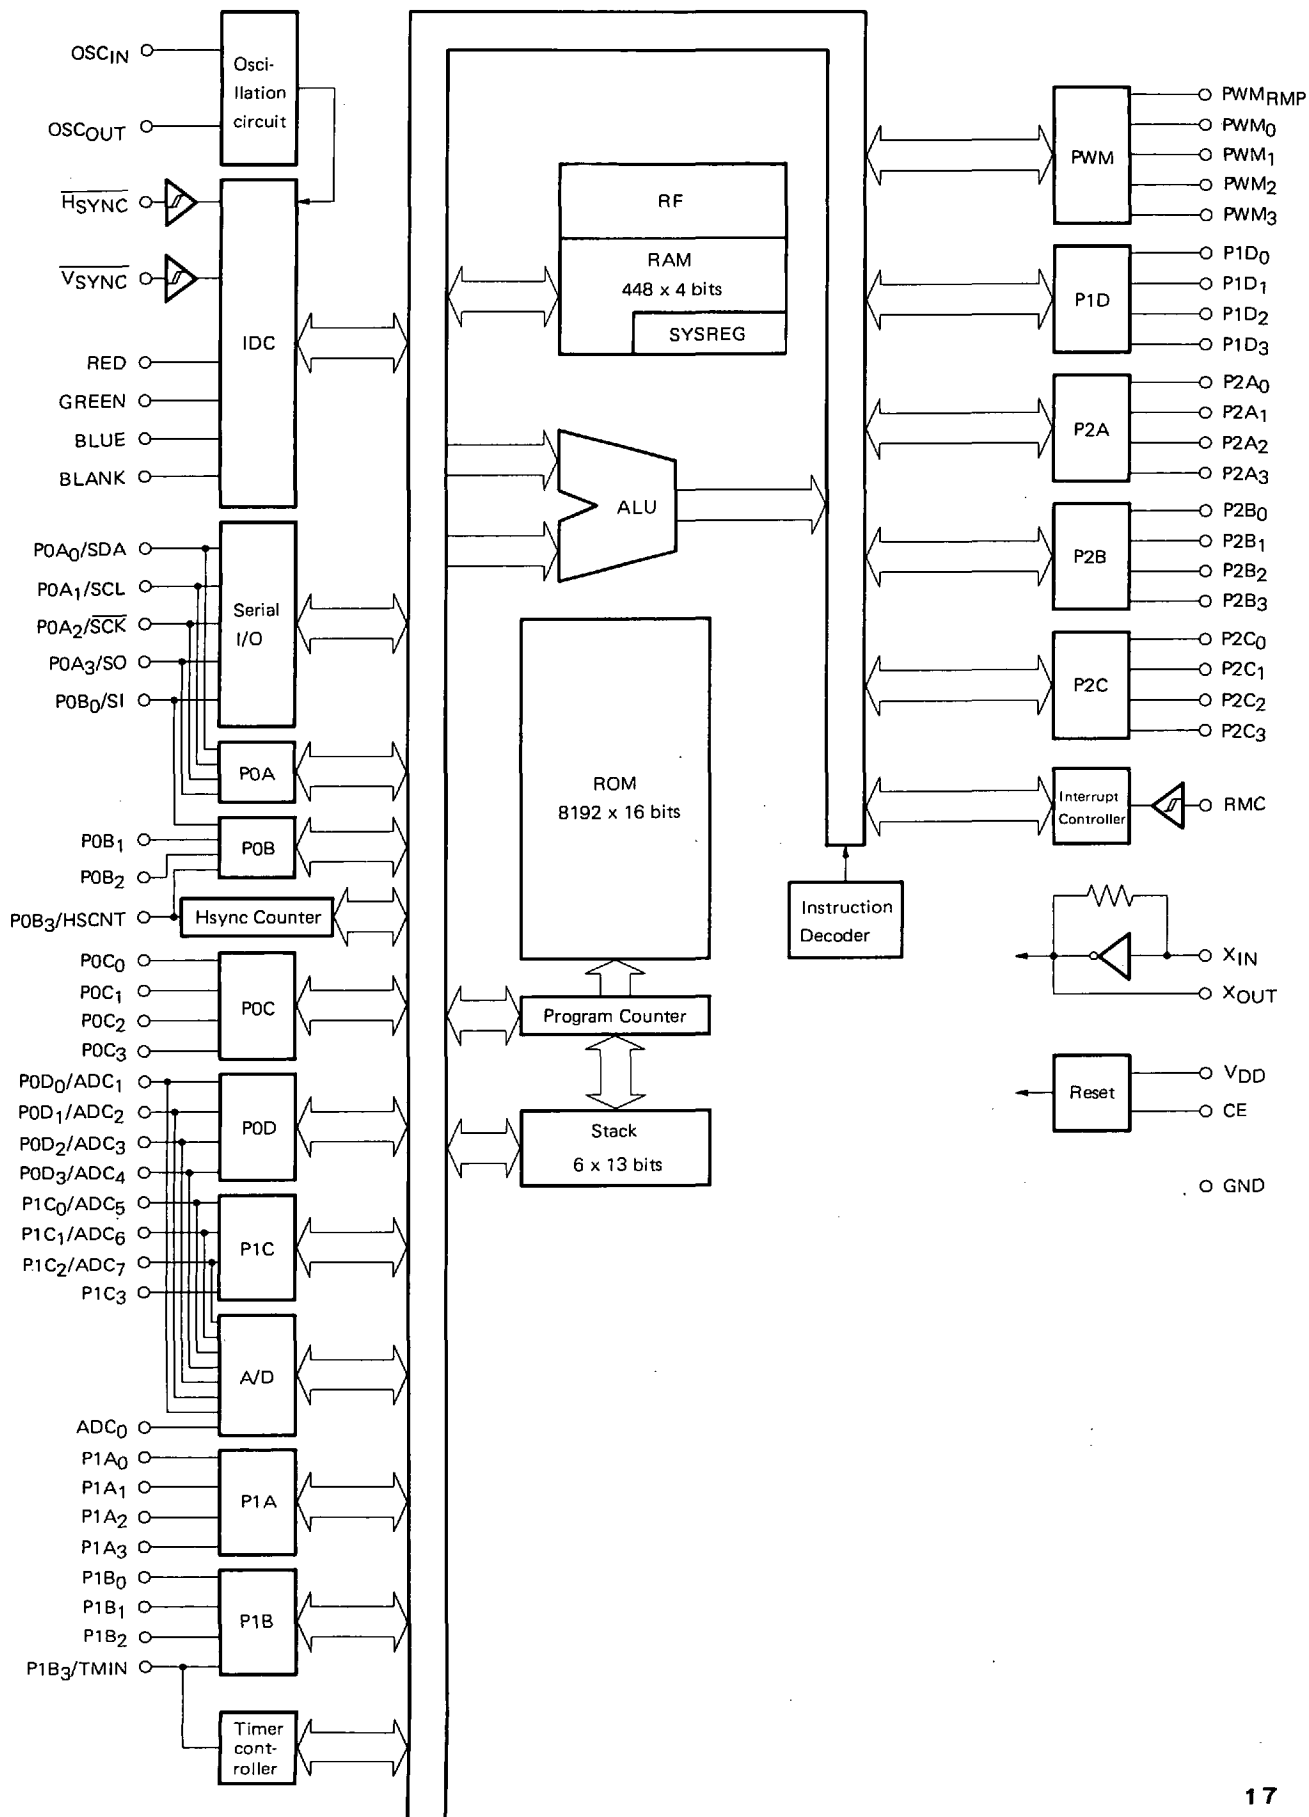 OSCIN
OSCOUT
Osci-
llation
circuit
HSYNC
VSYNC
RED
GREEN
BLUE
BLANK
IDC
P0A0/SDA
P0A1/SCL
P0A2/SCK
P0A3/SO
P0B0/SI
Serial
I/O
P0A
P0B1
P0B2
P0B
P0B3/HSCNT
Hsync Counter
P0C0
P0C1
P0C2
P0C3
P0C
P0D0/ADC1
P0D1/ADC2
P0D2/ADC3
P0D3/ADC4
P0D
P1C0/ADC5
P1C1/ADC6
P1C2/ADC7
P1C3
P1C
A/D
ADC0
P1A0
P1A1
P1A2
P1A3
P1A
P1B0
P1B1
P1B2
P1B3/TMIN
P1B
Timer
cont-
roller
RF
RAM
448 x 4 bits
SYSREG
ALU
ROM
8192 x 16 bits
Program Counter
Stack
6 x 13 bits
Instruction
Decoder
PWM
PWMRMP
PWM0
PWM1
PWM2
PWM3
P1D
P1D0
P1D1
P1D2
P1D3
P2A
P2A0
P2A1
P2A2
P2A3
P2B
P2B0
P2B1
P2B2
P2B3
P2C
P2C0
P2C1
P2C2
P2C3
Interrupt
Controller
RMC
XIN
XOUT
Reset
VDD
CE
GND
17